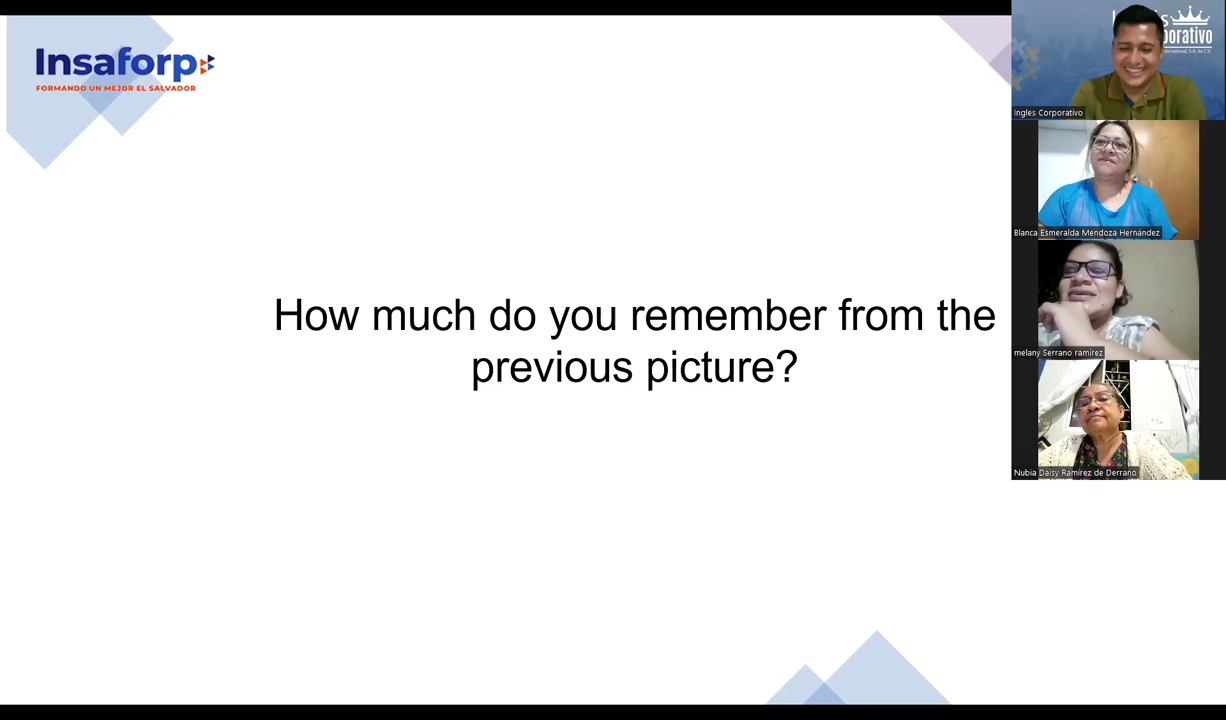 Insaforp
FORMANDO UN MEJOR EL SALVADOR
How much do you remember from the
previous picture?
Ingles Corporativo
Blanca Esmeralda Mendoza Hernández
melany Serrano ramirez
Nubia Daisy Ramírez de Derrano